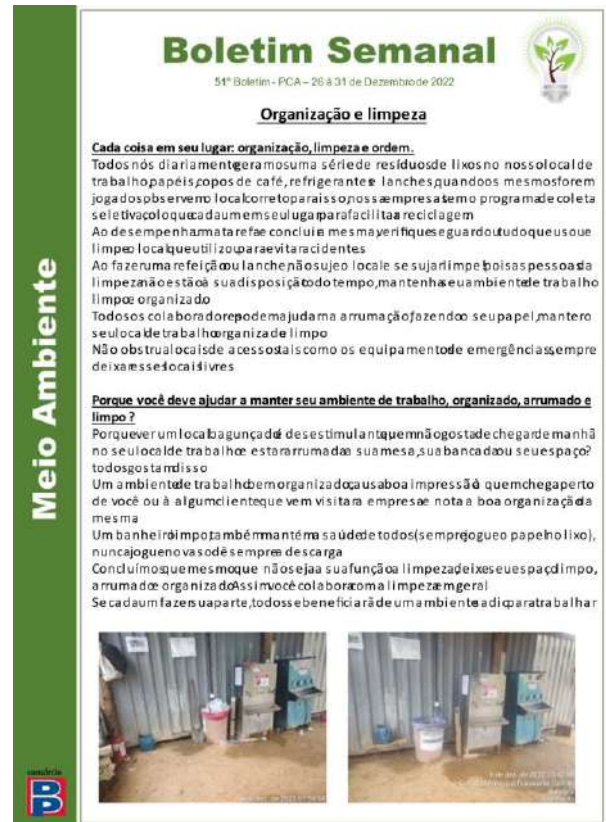 Boletim Semanal
51º Boletim - PCA – 26 à 31 de Dezembro de 2022
Organização e limpeza
Cada coisa em seu lugar: organização, limpeza e ordem.
Todos nós diariamente geramos uma série de resíduos de lixos no nosso local de
trabalho, papéis, copos de café, refrigerantes e lanches, quando os mesmos forem
jogados, observem o local correto para isso, nossa empresa tem o programa de coleta
seletiva, coloque cada um em seu lugar para facilitar a reciclagem
Ao desempenhar uma tarefa e concluir a mesma, verifique se guardou tudo que usou e
limpe o local que utilizou para evitar acidentes
Ao fazer uma refeição ou lanche, não suje o local e se sujar limpe, pois as pessoas da
limpeza não estão à sua disposição todo tempo, mantenha seu ambiente de trabalho
limpo e organizado
Todos os colaboradores podem ajudar na arrumação, fazendo o seu papel, manter o
seu local de trabalho organizado e limpo
Não obstrua locais de acessos tais como os equipamentos de emergências, sempre
deixar esses locais livres
Porque você deve ajudar a manter seu ambiente de trabalho, organizado, arrumado e
limpo ?
Porque ver um local bagunçado é desestimulante, quem não gosta de chegar de manhã
no seu local de trabalho e estar arrumada a sua mesa, sua bancada ou seu espaço?
todos gostam disso
Um ambiente de trabalho bem organizado, causa boa impressão à quem chega perto
de você ou à algum cliente que vem visitar a empresa e nota a boa organização da
mesma
Um banheiro limpo, também mantém a saúde de todos (sempre jogue o papel no lixo),
nunca jogue no vaso dê sempre a descarga
Concluímos que mesmo que não seja a sua função a limpeza, deixe seu espaço limpo,
arrumado e organizado. Assim você colabora com a limpeza em geral
Se cada um fazer sua parte, todos se beneficiarão de um ambiente sadio para trabalhar
Meio Ambiente
consórcio